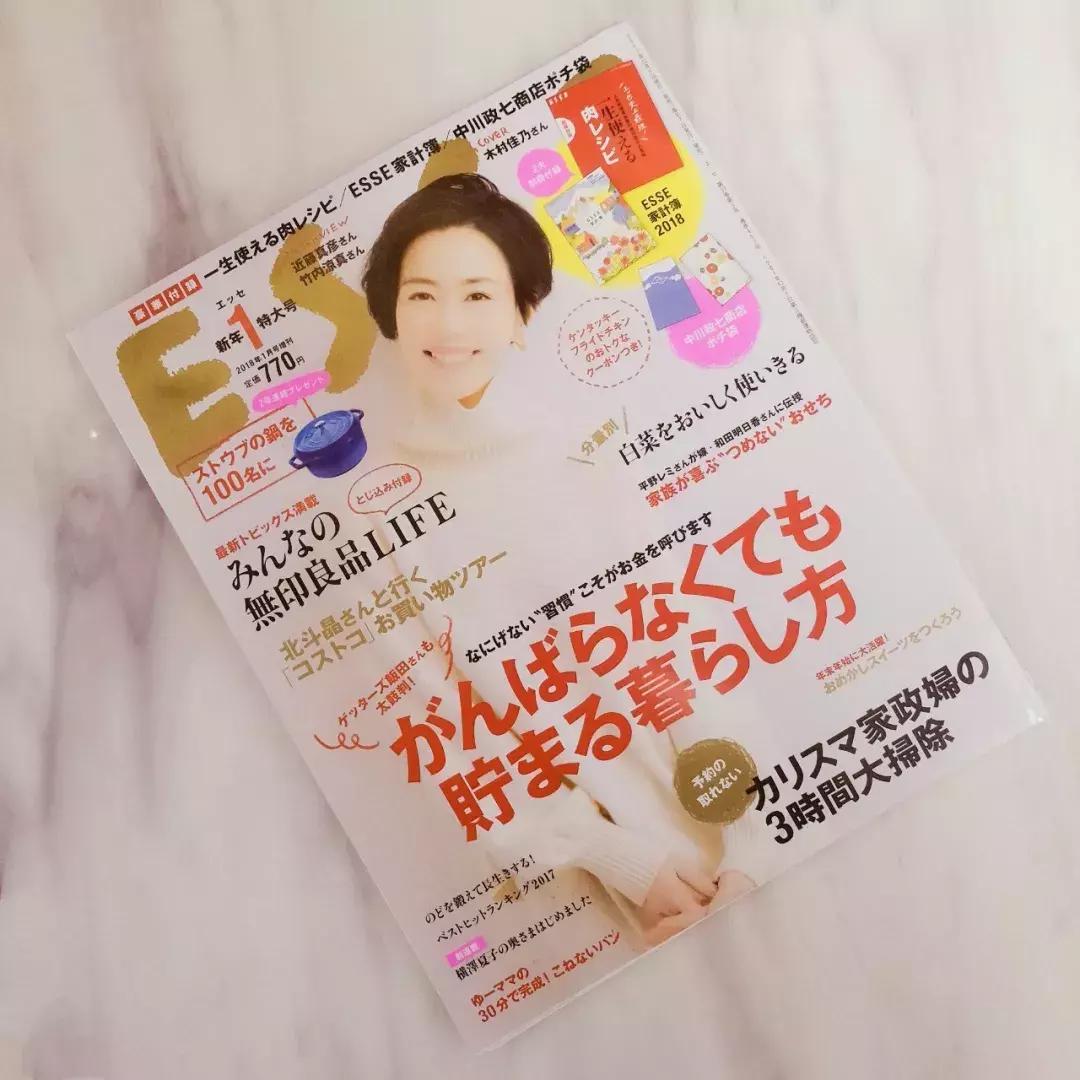 豪華付録 一生使える肉レシピ/ESSE家計簿/中川政七商店ポチ袋
ESSE
エッセ
新年1特大号
2018年1月号増刊
定価770円
INTERVIEW
近藤真彦さん
竹内涼真さん
COVER
木村佳乃さん
一生使える
肉レシピ
2大
別冊付録
ESSE
家計簿
2018
中川政七商店
ポチ袋
ケンタッキー
フライドチキン
のおトクな
クーポンつき!
2年連続プレゼント
ストウブの鍋を
100名に
最新トピックス満載
とじ込み付録
みんなの
無印良品LIFE
北斗晶さんと行く
「コストコ」お買い物ツアー
分量別
白菜をおいしく使いきる
平野レミさんが嫁・和田明日香さんに伝授
家族が喜ぶ“つめない”おせち
ゲッターズ飯田さんも
太鼓判!
なにげない“習慣”こそがお金を呼びます
がんばらなくても
貯まる暮らし方
年末年始に大活躍!
おめかしスイーツをつくろう
予約の
取れない
カリスマ家政婦の
3時間大掃除
のどを鍛えて長生きする!
ベストヒットランキング2017
新連載
横澤夏子の奥さまはじめました
ゆーママの
30分で完成!こねないパン